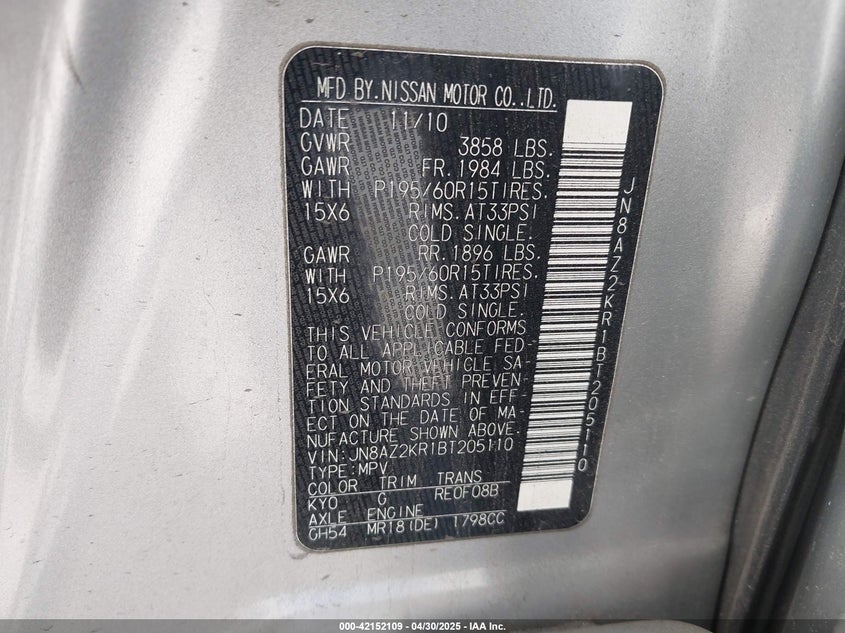 MFD BY.NISSAN MOTOR CO.,LTD.
DATE 11/10
GVWR 3858 LBS.
GAWR FR.1984 LBS.
WITH P195/60R15TIRES.
15X6 RIMS.AT33PSI
COLD SINGLE.
GAWR RR.1896 LBS.
WITH P195/60R15TIRES.
15X6 RIMS.AT33PSI
COLD SINGLE.
THIS VEHICLE CONFORMS
TO ALL APPLICABLE FED-
ERAL MOTOR VEHICLE SA-
FETY AND THEFT PREVEN-
TION STANDARDS IN EFF-
ECT ON THE DATE OF MA-
NUFACTURE SHOWN ABOVE.
VIN:JN8AZ2KR1BT205110
TYPE:MPV
COLOR TRIM TRANS
KY0 G RE0F08B
AXLE ENGINE
GH54 MR18(DE) 1798CC
JN8AZ2KR1BT205110
000-42152109 - 04/30/2025 - IAA Inc.